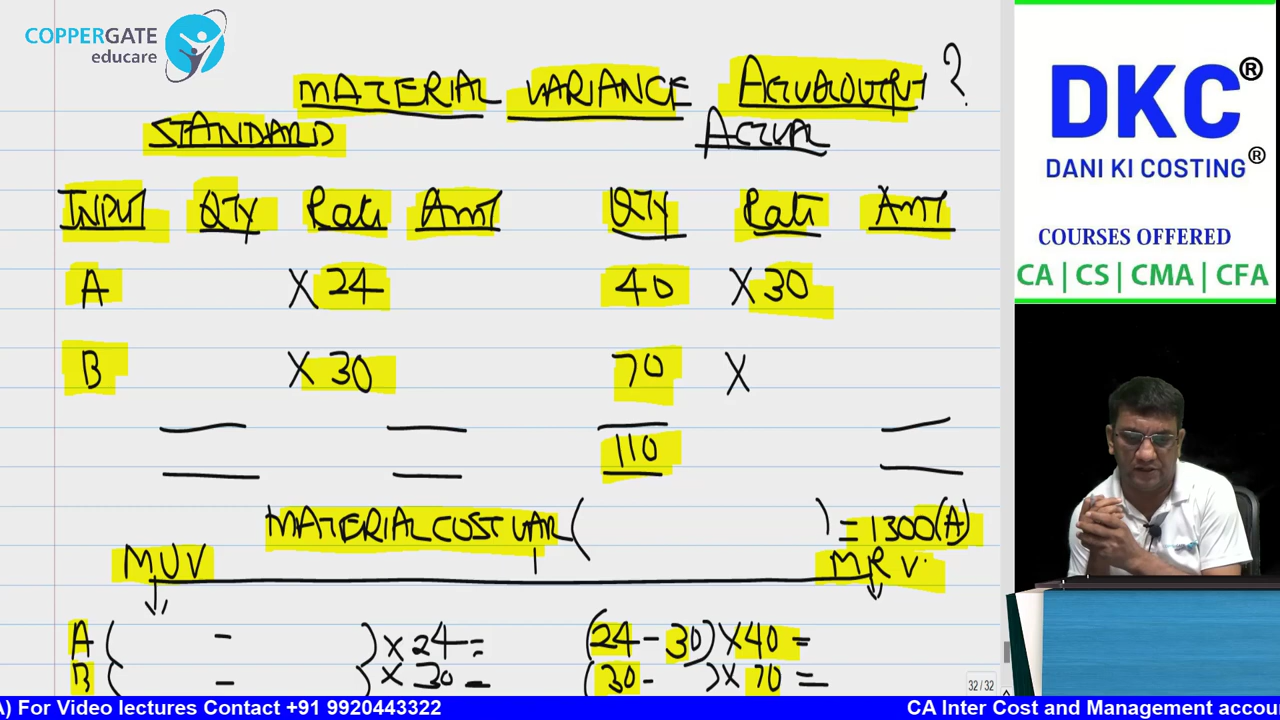 COPPERGATE
educare
MATERIAL VARIANCE
?
STANDARD ACTUAL
INPUT QTY Rate Amt QTY Rate AMT
A X 24 40 X 30
B X 30 70 X
110
MATERIAL COST VAR ( ) = 1300(A)
MUV MRV
A ( - ) X 24 = (24 - 30) X 40 =
B ( - ) X 30 = (30 - ) X 70 =
32 / 32
DKC®
DANI KI COSTING®
COURSES OFFERED
CA | CS | CMA | CFA
A) For Video lectures Contact +91 9920443322 CA Inter Cost and Management accou